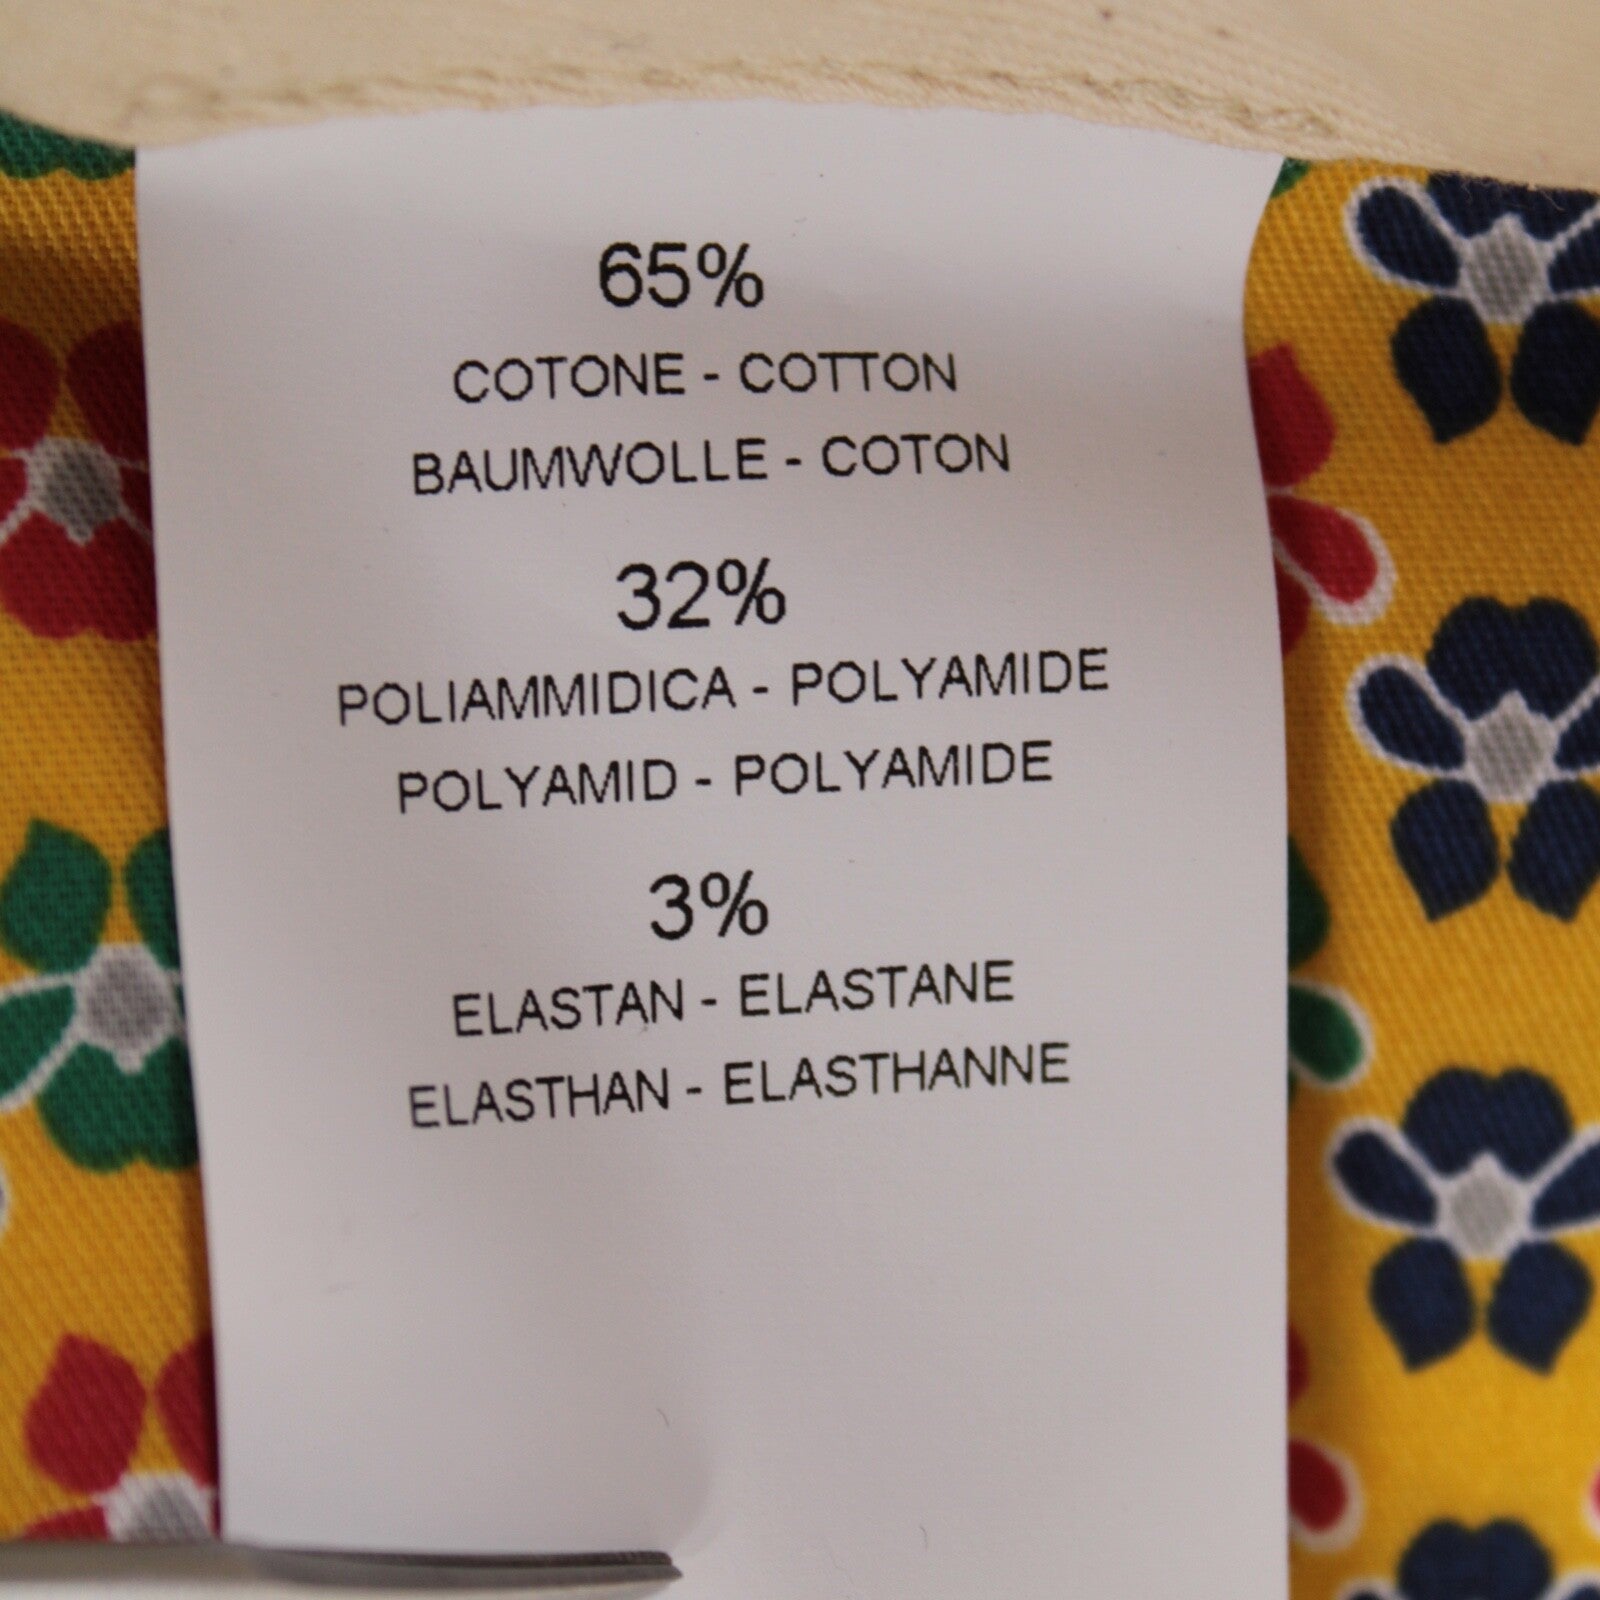 65%
COTONE - COTTON
BAUMWOLLE - COTON
32%
POLIAMMIDICA - POLYAMIDE
POLYAMID - POLYAMIDE
3%
ELASTAN - ELASTANE
ELASTHAN - ELASTHANNE